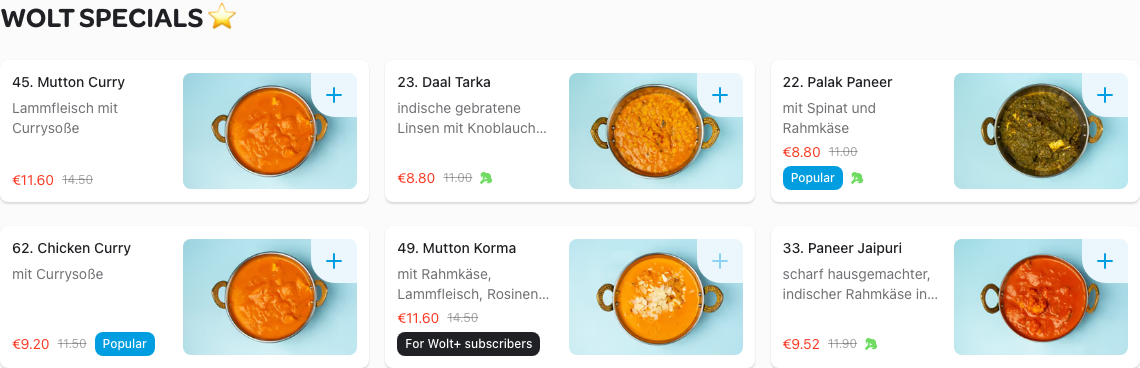 WOLT SPECIALS ⭐
45. Mutton Curry
Lammfleisch mit
Currysoße
€11.60 14.50
23. Daal Tarka
indische gebratene
Linsen mit Knoblauch...
€8.80 11.00
22. Palak Paneer
mit Spinat und
Rahmkäse
€8.80 11.00
Popular
62. Chicken Curry
mit Currysoße
€9.20 11.50 Popular
49. Mutton Korma
mit Rahmkäse,
Lammfleisch, Rosinen...
€11.60 14.50
For Wolt+ subscribers
33. Paneer Jaipuri
scharf hausgemachter,
indischer Rahmkäse in...
€9.52 11.90